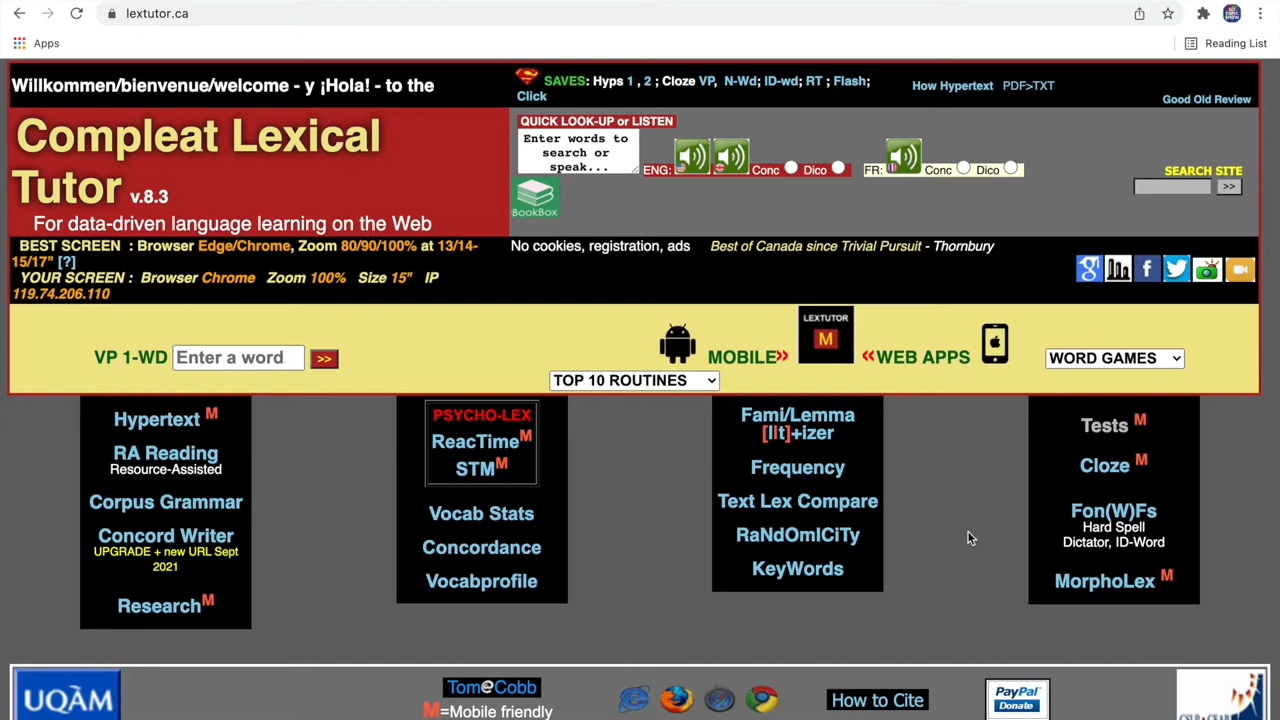 lextutor.ca
Apps
Reading List
Willkommen/bienvenue/welcome - y ¡Hola! - to the
Compleat Lexical
Tutor v.8.3
For data-driven language learning on the Web
SAVES: Hyps 1 , 2 ; Cloze VP, N-Wd; ID-wd; RT ; Flash;
Click
How Hypertext PDF>TXT
Good Old Review
QUICK LOOK-UP or LISTEN
Enter words to
search or
speak...
ENG: Conc Dico FR: Conc Dico
BookBox
SEARCH SITE
>>
BEST SCREEN : Browser Edge/Chrome, Zoom 80/90/100% at 13/14-
15/17" [?]
YOUR SCREEN : Browser Chrome Zoom 100% Size 15" IP
119.74.206.110
No cookies, registration, ads Best of Canada since Trivial Pursuit - Thornbury
VP 1-WD Enter a word >>
LEXTUTOR
M
MOBILE» «WEB APPS
WORD GAMES
TOP 10 ROUTINES
Hypertext M
RA Reading
Resource-Assisted
Corpus Grammar
Concord Writer
UPGRADE + new URL Sept
2021
Research M
PSYCHO-LEX
ReacTime M
STM M
Vocab Stats
Concordance
Vocabprofile
Fami/Lemma
[llt]+izer
Frequency
Text Lex Compare
RaNdOmICiTy
KeyWords
Tests M
Cloze M
Fon(W)Fs
Hard Spell
Dictator, ID-Word
MorphoLex M
UQÀM
Tom@Cobb
M=Mobile friendly
How to Cite
PayPal
Donate